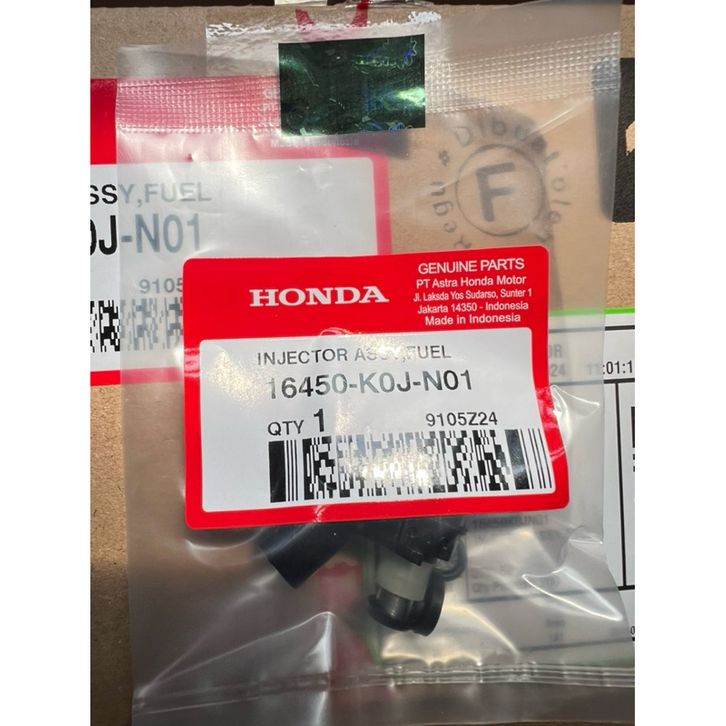 SSY,FUEL
0J-N01
9105
F
HONDA
GENUINE PARTS
PT Astra Honda Motor
Jl. Laksda Yos Sudarso, Sunter 1
Jakarta 14350 - Indonesia
Made in Indonesia
INJECTOR ASSY,FUEL
16450-K0J-N01
QTY 1
9105Z24